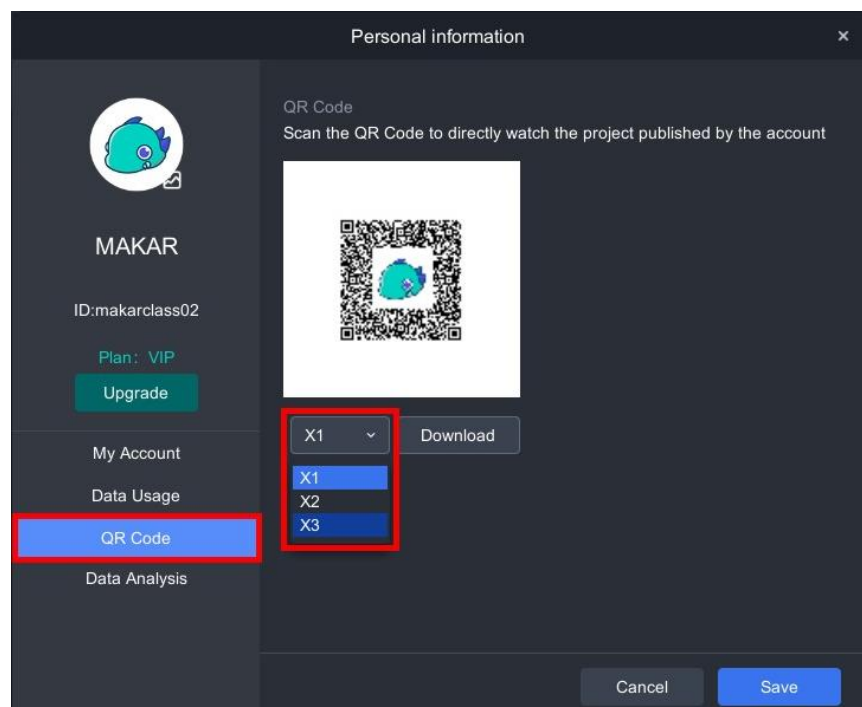 Personal information
×
QR Code
Scan the QR Code to directly watch the project published by the account
MAKAR
ID:makarclass02
Plan：VIP
Upgrade
My Account
Data Usage
QR Code
Data Analysis
X1
Download
X1
X2
X3
Cancel
Save